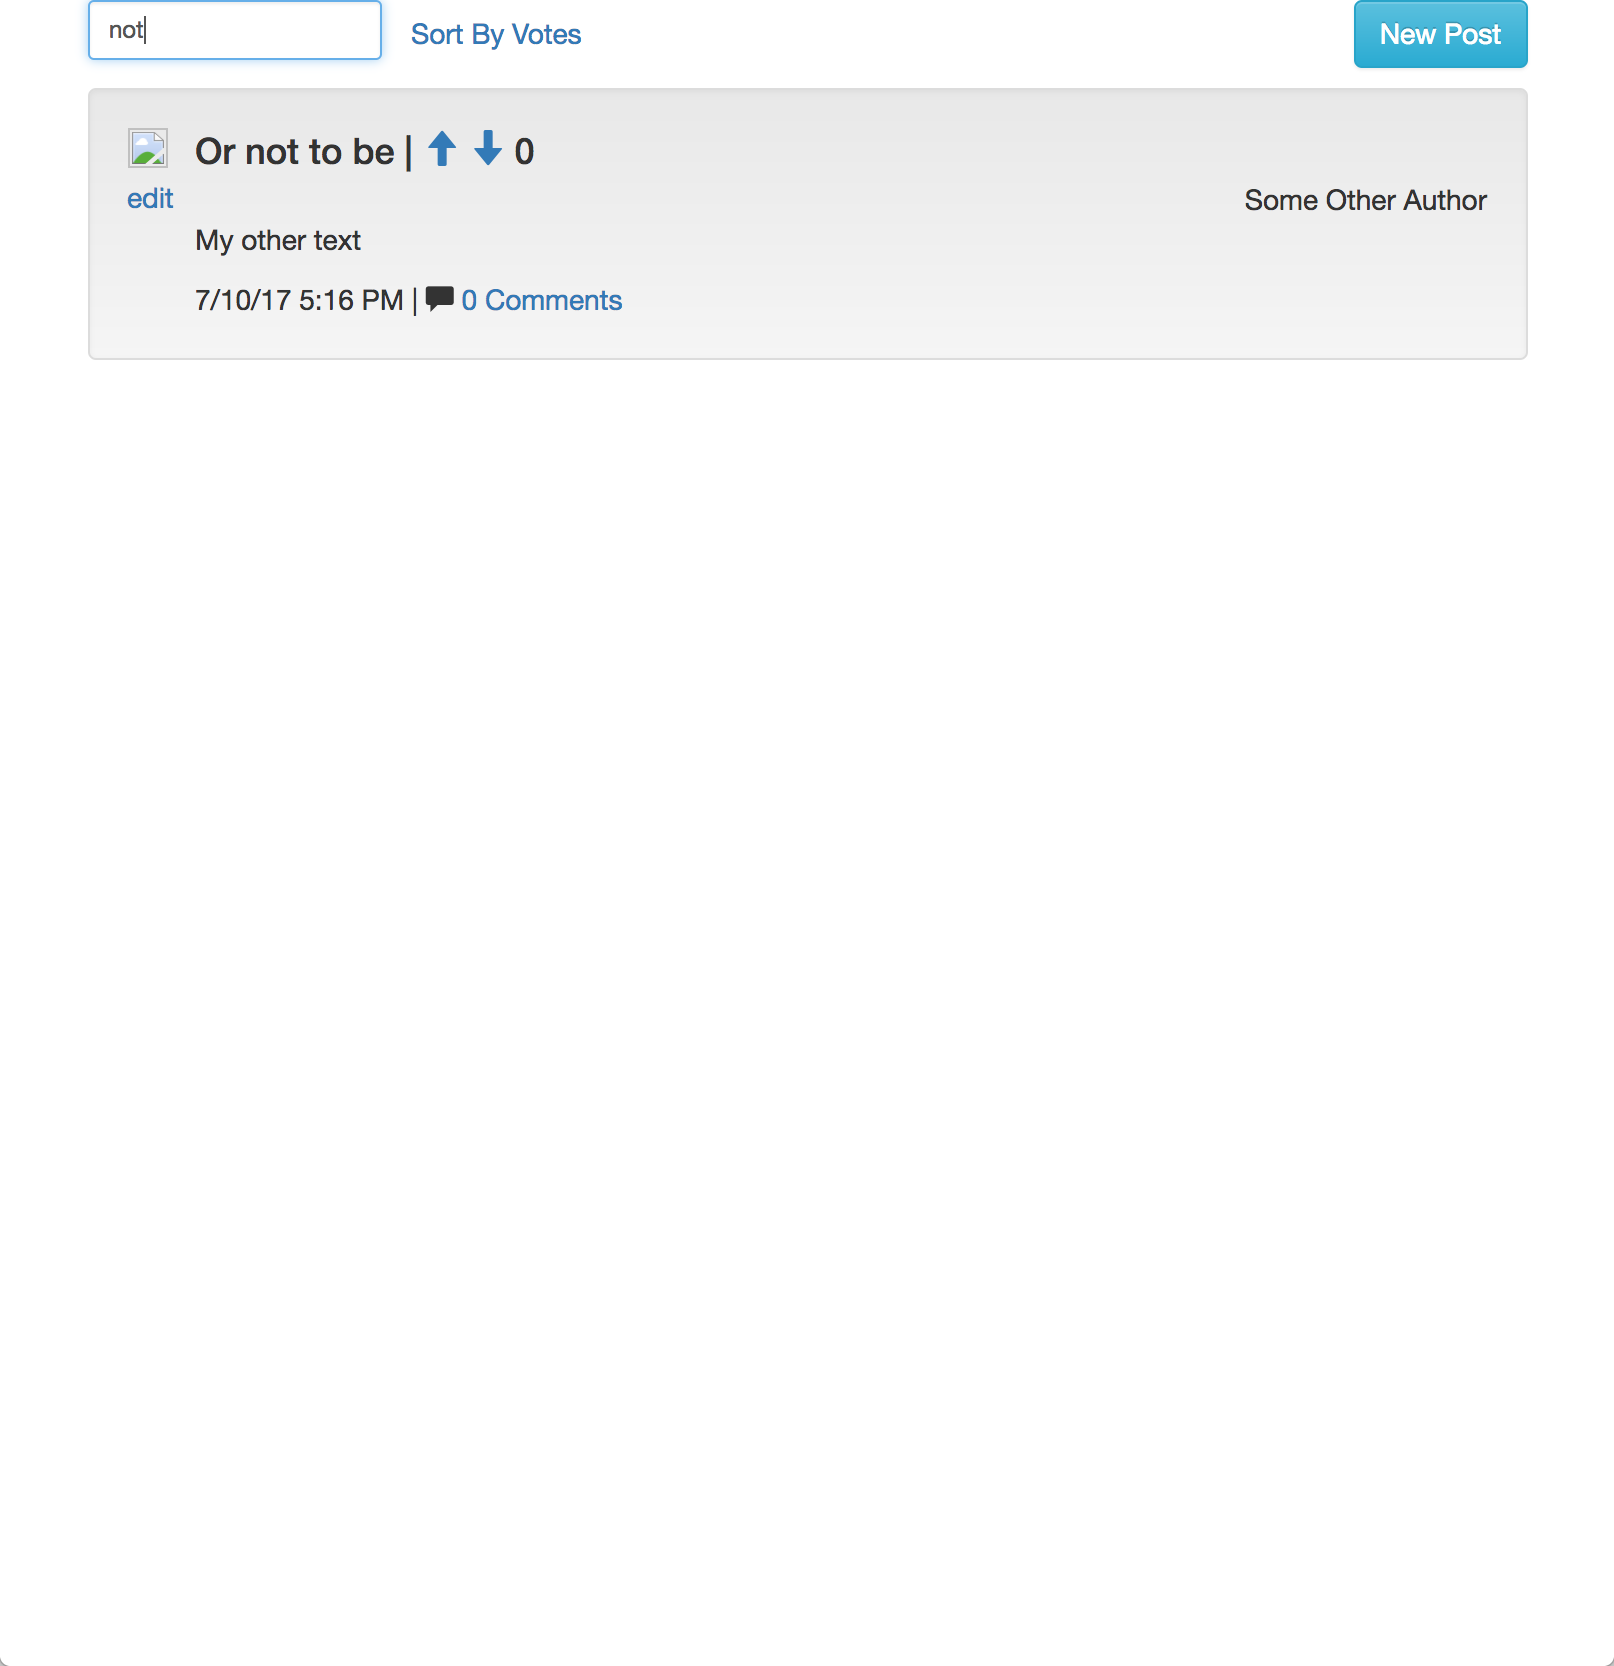 not
Sort By Votes
New Post
Or not to be | 0
edit
Some Other Author
My other text
7/10/17 5:16 PM | 0 Comments